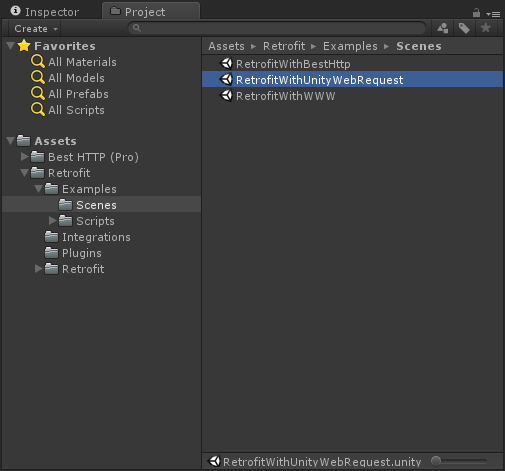 Inspector Project
Create
Favorites
All Materials
All Models
All Prefabs
All Scripts
Assets
Best HTTP (Pro)
Retrofit
Examples
Scenes
Scripts
Integrations
Plugins
Retrofit
Assets Retrofit Examples Scenes
RetrofitWithBestHttp
RetrofitWithUnityWebRequest
RetrofitWithWWW
RetrofitWithUnityWebRequest.unity